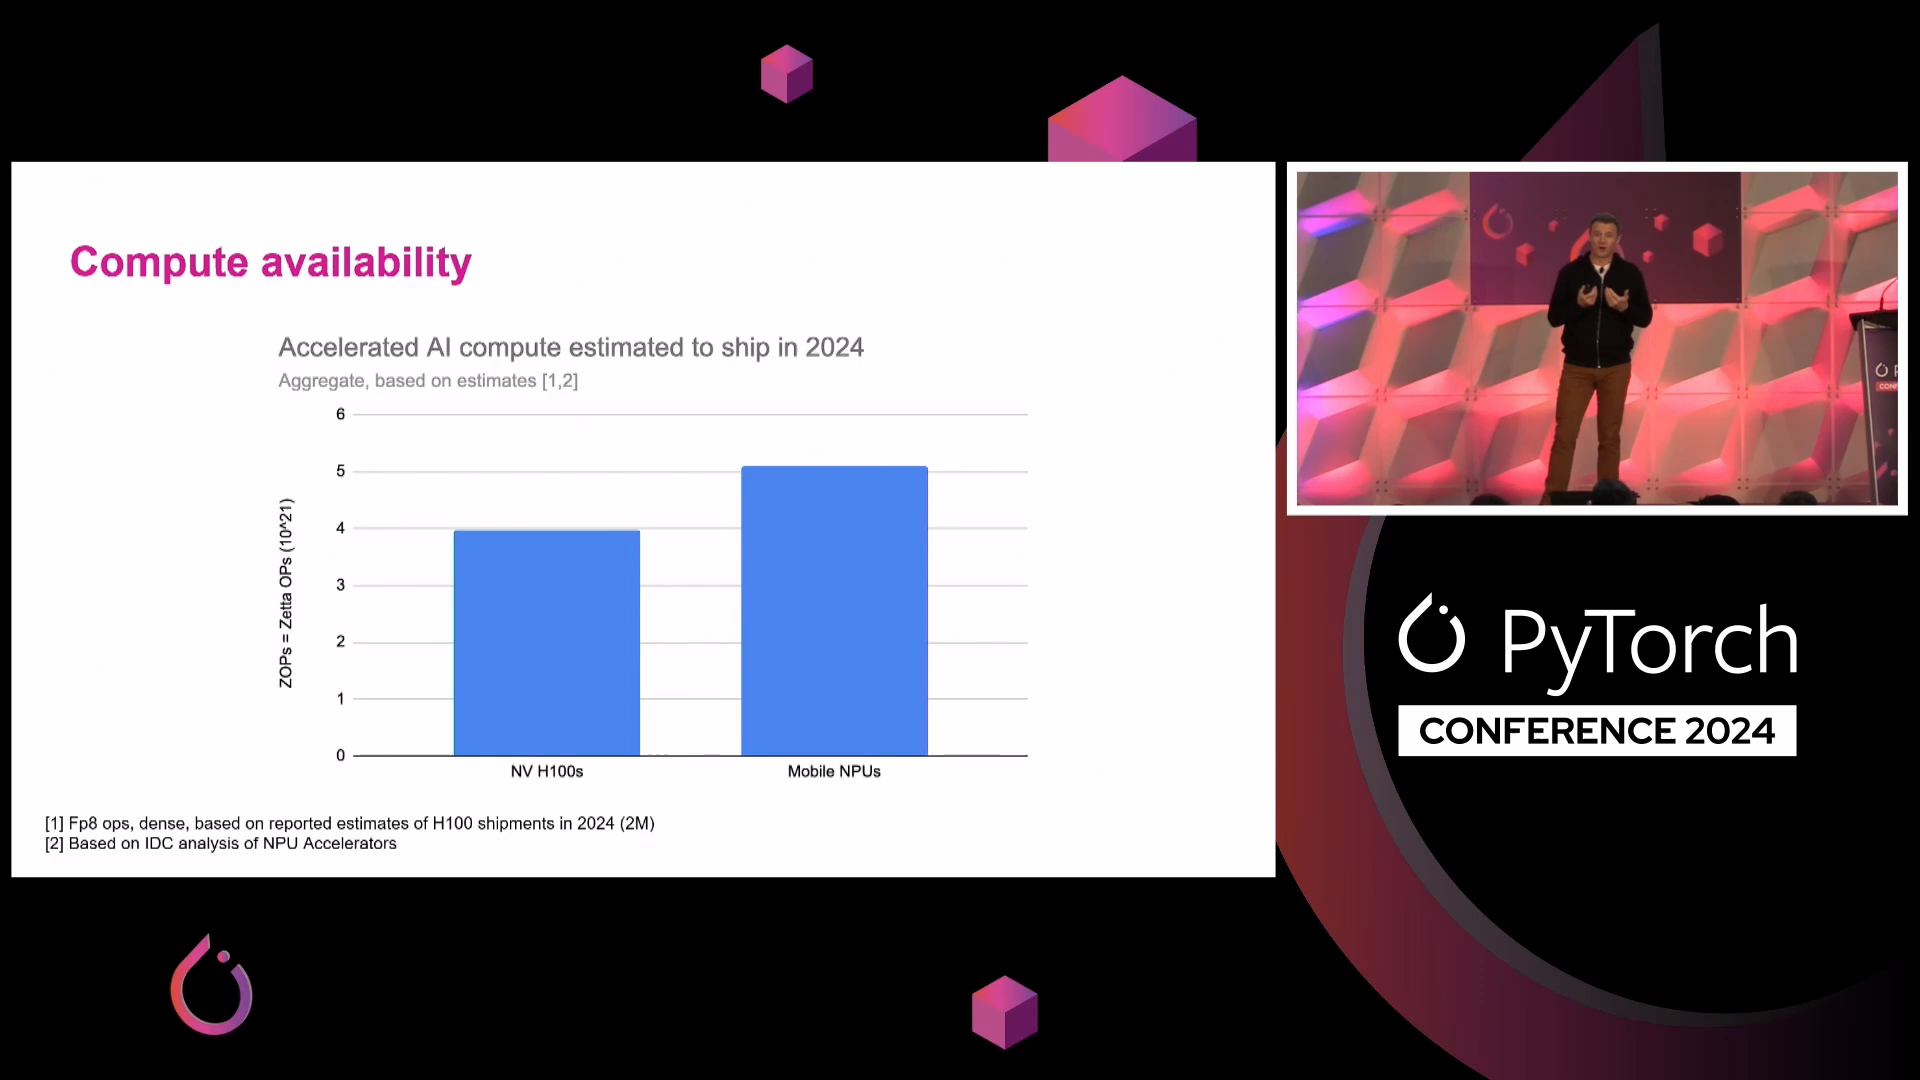 Compute availability
Accelerated AI compute estimated to ship in 2024
Aggregate, based on estimates [1,2]
ZOPs = Zetta OPs (10^21)
6
5
4
3
2
1
0
NV H100s
Mobile NPUs
[1] Fp8 ops, dense, based on reported estimates of H100 shipments in 2024 (2M)
[2] Based on IDC analysis of NPU Accelerators
PyTorch
CONFERENCE 2024